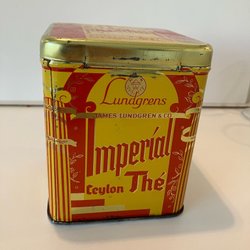 Lundgrens
JAMES LUNDGREN & CO.
Imperial
Ceylon Thé